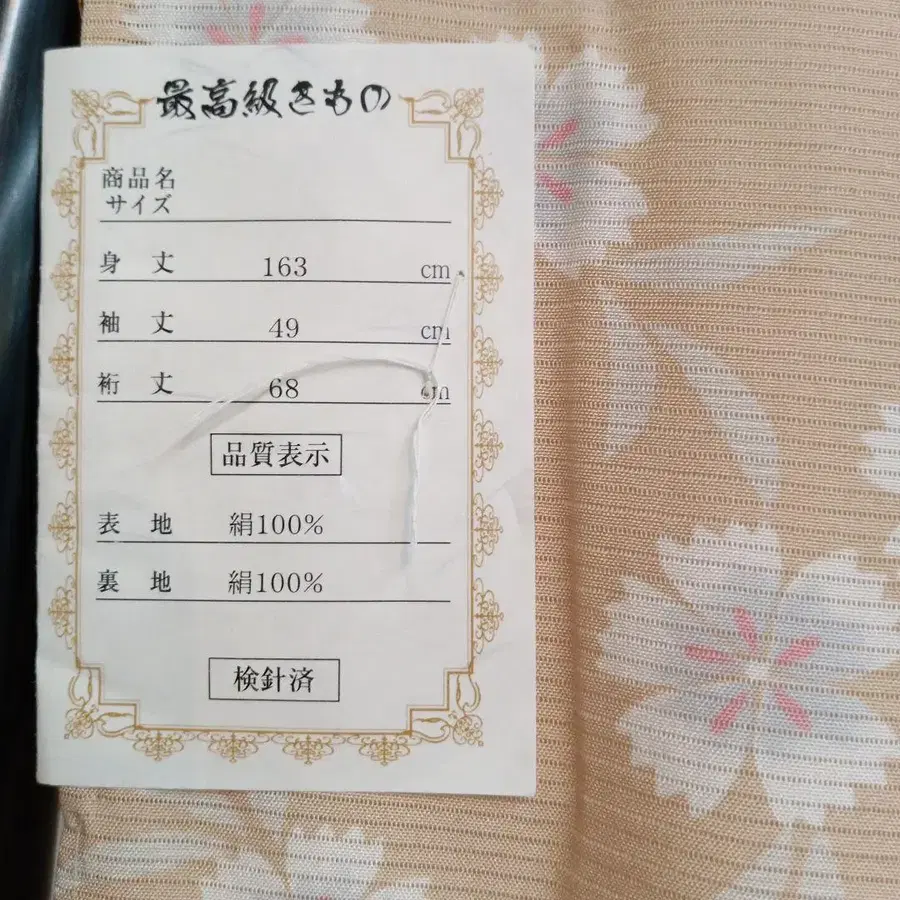 最高級きもの
商品名
サイズ
身丈 163 cm
袖丈 49 cm
裄丈 68 cm
品質表示
表地 絹100%
裏地 絹100%
検針済